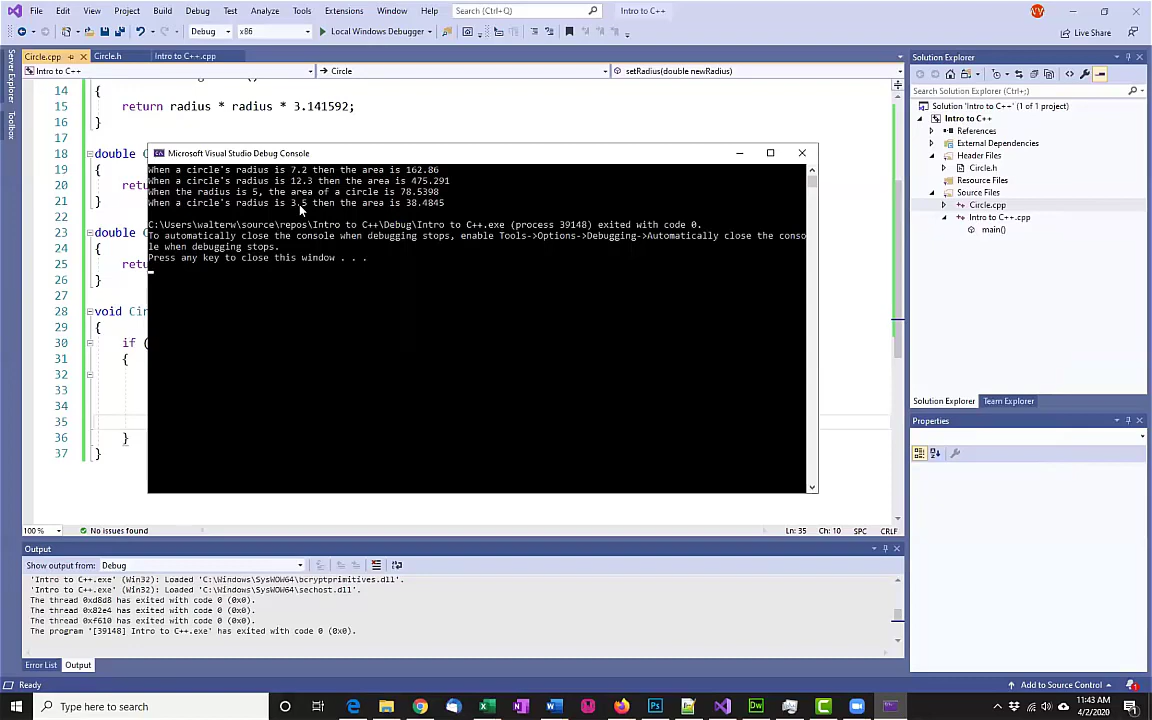 File Edit View Project Build Debug Test Analyze Tools Extensions Window Help Search (Ctrl+Q) Intro to C++
Debug x86 Local Windows Debugger Live Share
Server Explorer
Toolbox
Circle.cpp Circle.h Intro to C++.cpp
Intro to C++ Circle setRadius(double newRadius)
14 {
15 return radius * radius * 3.141592;
16 }
17
18 double C
19 {
20 retu
21 }
22
23 double C
24 {
25 retu
26 }
27
28 void Cir
29 {
30 if (
31 {
32
33
34
35
36 }
37 }
Microsoft Visual Studio Debug Console
When a circle's radius is 7.2 then the area is 162.86
When a circle's radius is 12.3 then the area is 475.291
When the radius is 5, the area of a circle is 78.5398
When a circle's radius is 3.5 then the area is 38.4845
C:\Users\walterw\source\repos\Intro to C++\Debug\Intro to C++.exe (process 39148) exited with code 0.
To automatically close the console when debugging stops, enable Tools->Options->Debugging->Automatically close the conso
le when debugging stops.
Press any key to close this window . . .
100 % No issues found Ln: 35 Ch: 10 SPC CRLF
Output
Show output from: Debug
'Intro to C++.exe' (Win32): Loaded 'C:\Windows\SysWOW64\bcryptprimitives.dll'.
'Intro to C++.exe' (Win32): Loaded 'C:\Windows\SysWOW64\sechost.dll'.
The thread 0xd8d8 has exited with code 0 (0x0).
The thread 0x82e4 has exited with code 0 (0x0).
The thread 0xf610 has exited with code 0 (0x0).
The program '[39148] Intro to C++.exe' has exited with code 0 (0x0).
Error List Output
Solution Explorer
Search Solution Explorer (Ctrl+;)
Solution 'Intro to C++' (1 of 1 project)
Intro to C++
References
External Dependencies
Header Files
Circle.h
Resource Files
Source Files
Circle.cpp
Intro to C++.cpp
main()
Solution Explorer Team Explorer
Properties
Ready Add to Source Control
Type here to search
11:43 AM
4/2/2020